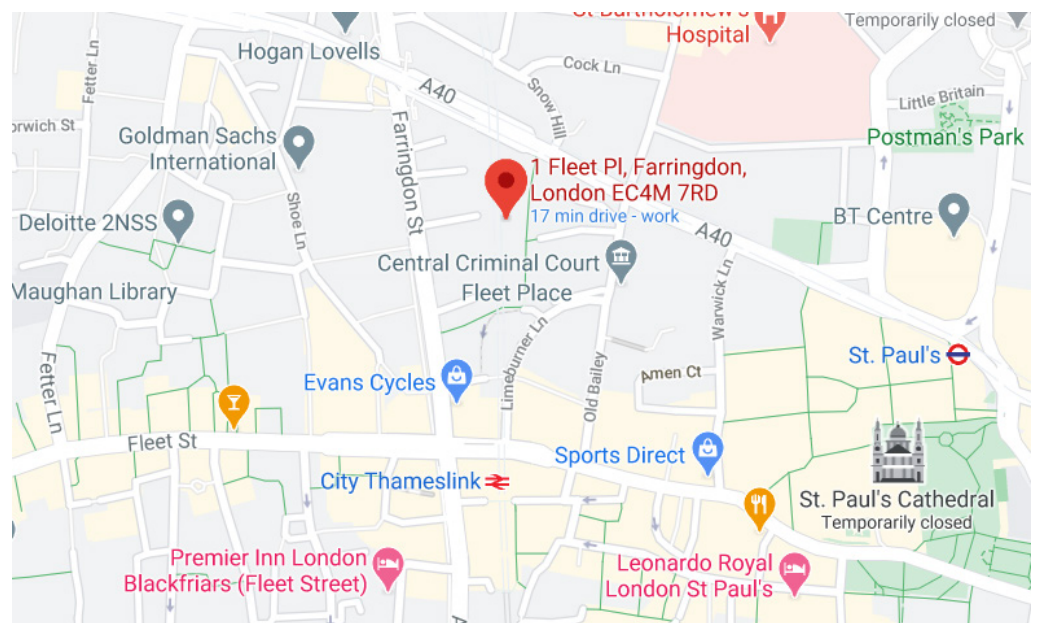 St Bartholomew's
Hospital
Temporarily closed
Hogan Lovells
Fetter Ln
Cock Ln
A40
Snow Hill
Little Britain
Postman's Park
orwich St
Goldman Sachs
International
Farringdon St
1 Fleet Pl, Farringdon,
London EC4M 7RD
17 min drive - work
Deloitte 2NSS
Shoe Ln
BT Centre
A40
Central Criminal Court
Fleet Place
Maughan Library
Warwick Ln
Limeburner Ln
St. Paul's
Fetter Ln
Evans Cycles
Old Bailey
Amen Ct
Fleet St
Sports Direct
City Thameslink
St. Paul's Cathedral
Temporarily closed
Premier Inn London
Blackfriars (Fleet Street)
Leonardo Royal
London St Paul's